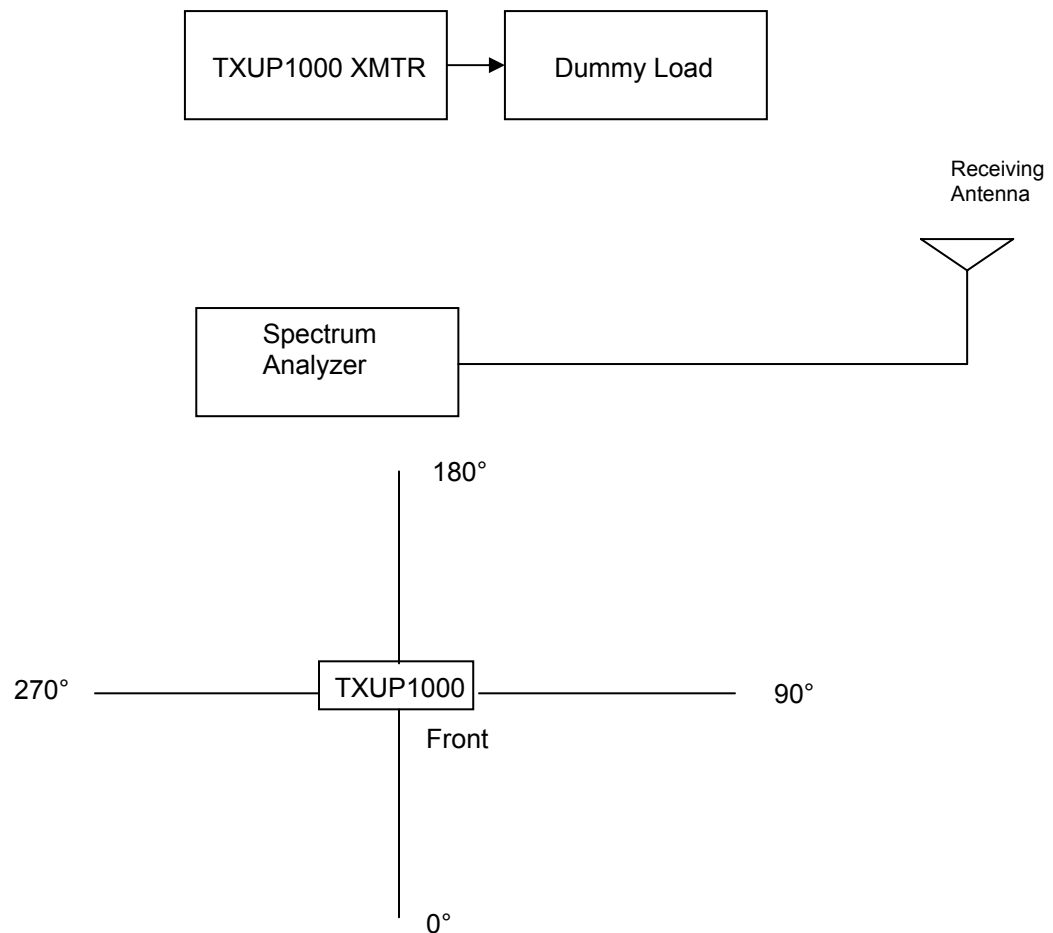 TXUP1000 XMTR
Dummy Load
Receiving
Antenna
Spectrum
Analyzer
180°
270°
TXUP1000
90°
Front
0°